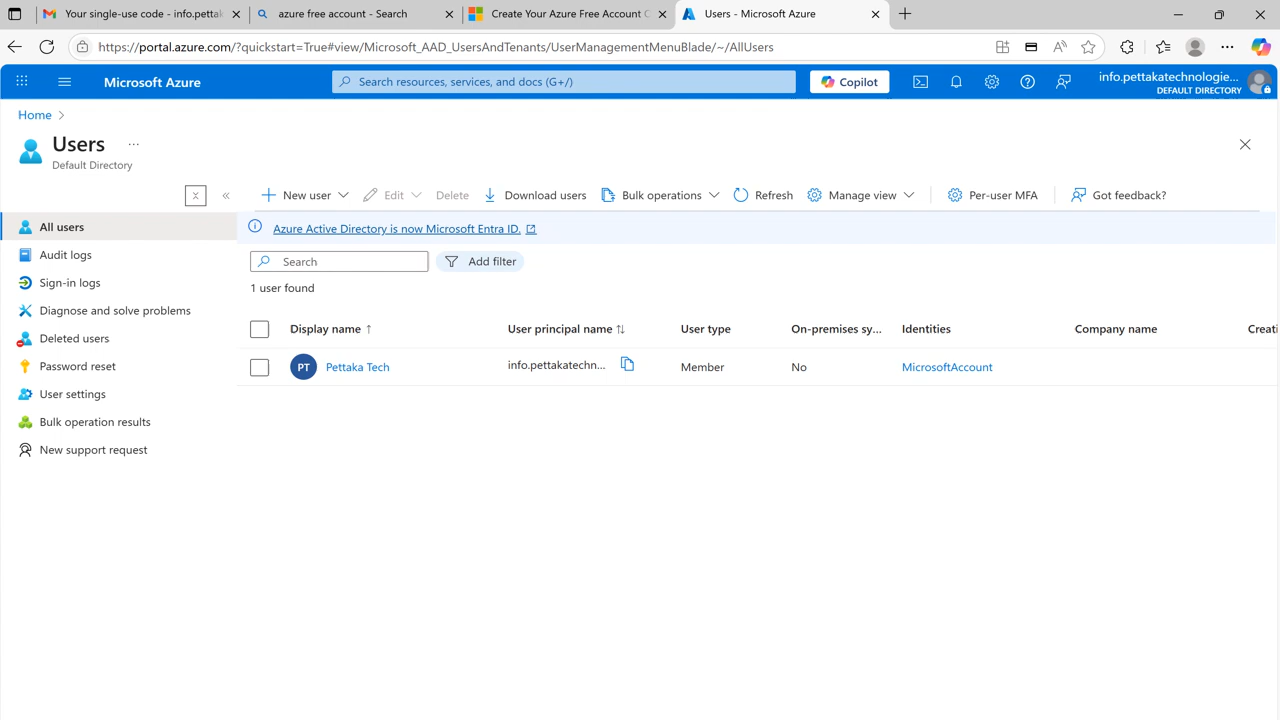 Your single-use code - info.pettak
azure free account - Search
Create Your Azure Free Account O
Users - Microsoft Azure
https://portal.azure.com/?quickstart=True#view/Microsoft_AAD_UsersAndTenants/UserManagementMenuBlade/~/AllUsers
Microsoft Azure
Search resources, services, and docs (G+/)
Copilot
info.pettakatechnologie...
DEFAULT DIRECTORY
Home
Users
Default Directory
New user
Edit
Delete
Download users
Bulk operations
Refresh
Manage view
Per-user MFA
Got feedback?
All users
Audit logs
Sign-in logs
Diagnose and solve problems
Deleted users
Password reset
User settings
Bulk operation results
New support request
Azure Active Directory is now Microsoft Entra ID.
Search
Add filter
1 user found
Display name ↑ User principal name ↑↓ User type On-premises sy... Identities Company name Creati
PT Pettaka Tech info.pettakatechn... Member No MicrosoftAccount